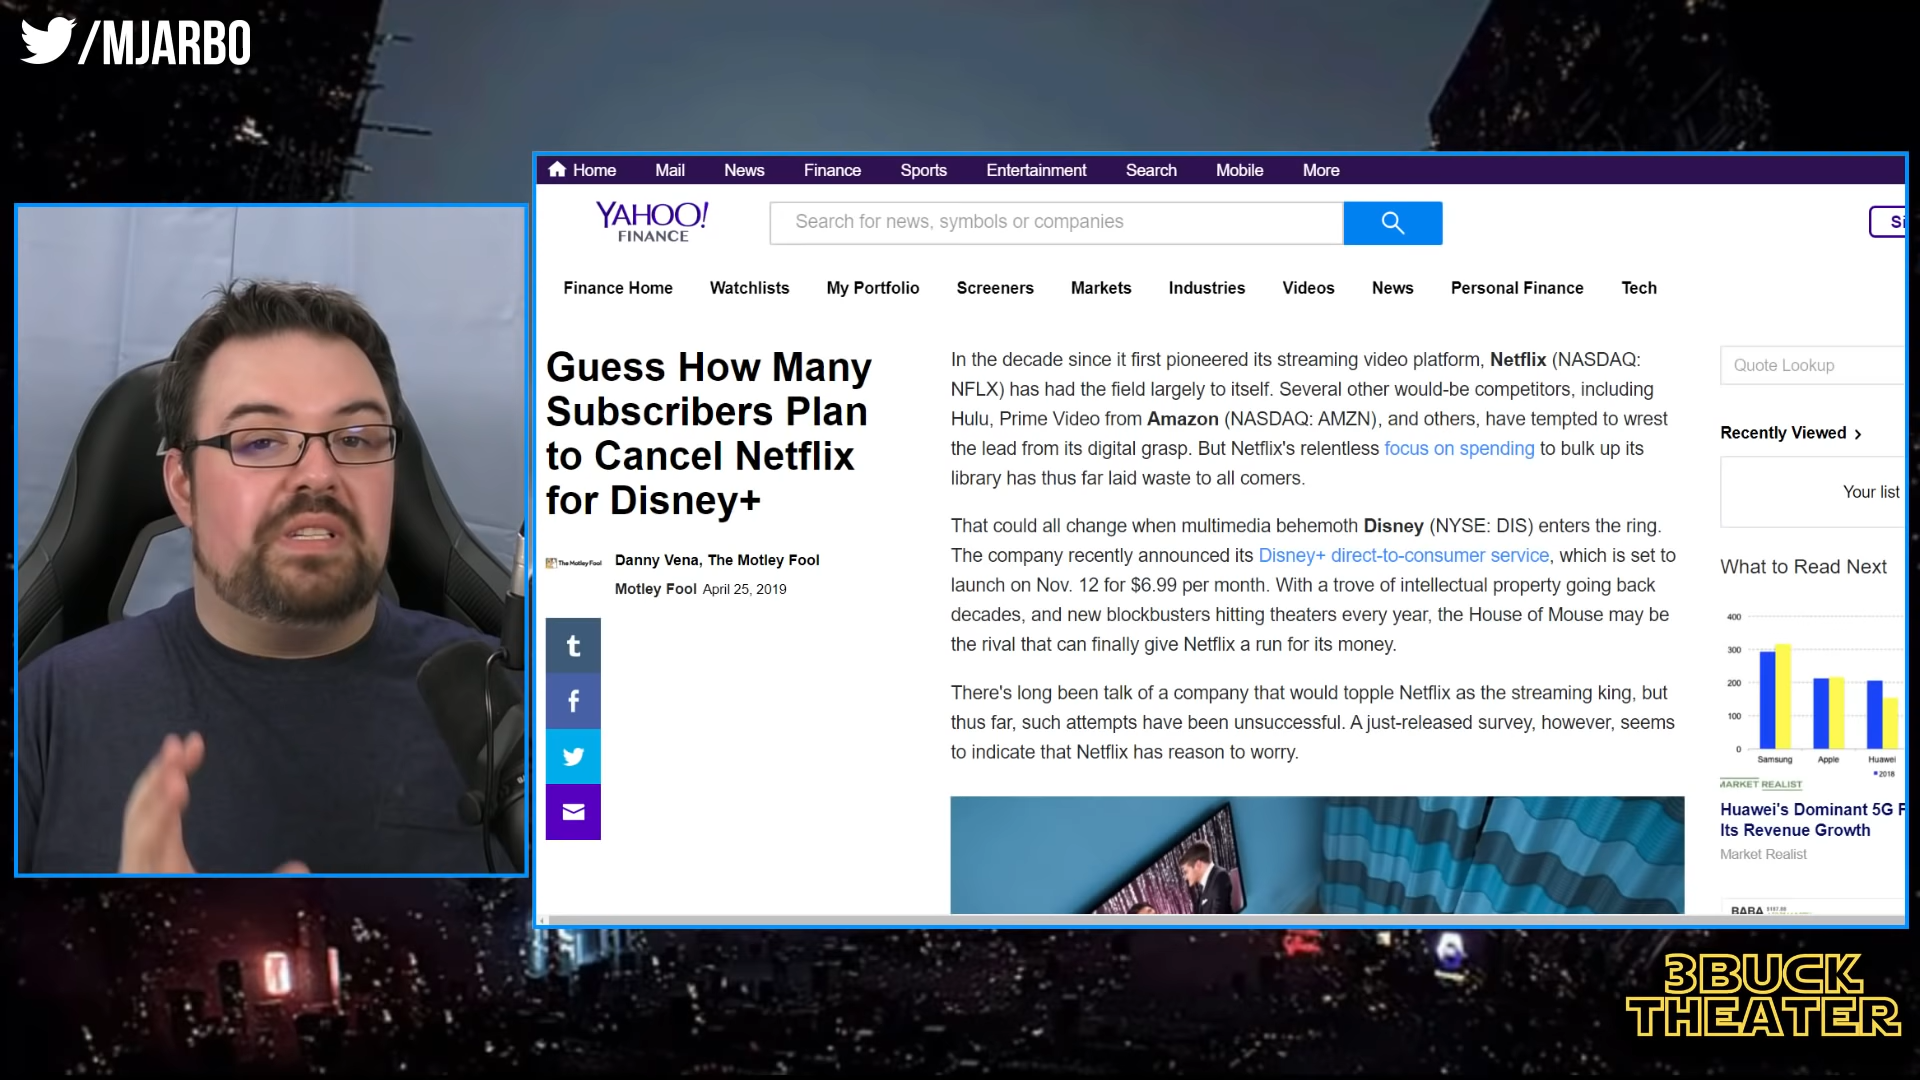 /MJARBO
Home Mail News Finance Sports Entertainment Search Mobile More
YAHOO!
FINANCE
Search for news, symbols or companies
Finance Home Watchlists My Portfolio Screeners Markets Industries Videos News Personal Finance Tech
Guess How Many
Subscribers Plan
to Cancel Netflix
for Disney+
The Motley Fool
Danny Vena, The Motley Fool
Motley Fool April 25, 2019
In the decade since it first pioneered its streaming video platform, Netflix (NASDAQ:
NFLX) has had the field largely to itself. Several other would-be competitors, including
Hulu, Prime Video from Amazon (NASDAQ: AMZN), and others, have tempted to wrest
the lead from its digital grasp. But Netflix's relentless focus on spending to bulk up its
library has thus far laid waste to all comers.
That could all change when multimedia behemoth Disney (NYSE: DIS) enters the ring.
The company recently announced its Disney+ direct-to-consumer service, which is set to
launch on Nov. 12 for $6.99 per month. With a trove of intellectual property going back
decades, and new blockbusters hitting theaters every year, the House of Mouse may be
the rival that can finally give Netflix a run for its money.
There's long been talk of a company that would topple Netflix as the streaming king, but
thus far, such attempts have been unsuccessful. A just-released survey, however, seems
to indicate that Netflix has reason to worry.
Quote Lookup
Recently Viewed
Your list
What to Read Next
400
300
200
100
0
Samsung Apple Huawei
2018
MARKET REALIST
Huawei's Dominant 5G
Its Revenue Growth
Market Realist
BABA
3BUCK
THEATER